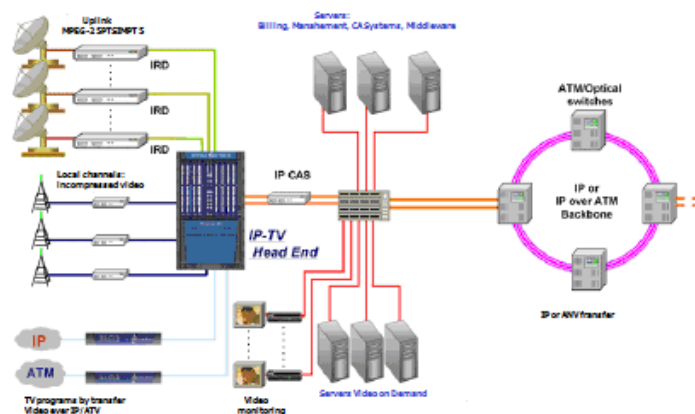 Uplink
MPEG-2 SPTS/MPTS
IRD
IRD
IRD
Local channels:
Incompressed video
IP-TV
Head End
IP
ATM
TV programs by transfer
Video over IP/ATV
Servers:
Billing, Manahement, CASystems, Middleware
IP CAS
Video
monitoring
Servers Video on Demand
ATM/Optical
switches
IP or
IP over ATM
Backbone
IP or ANV transfer